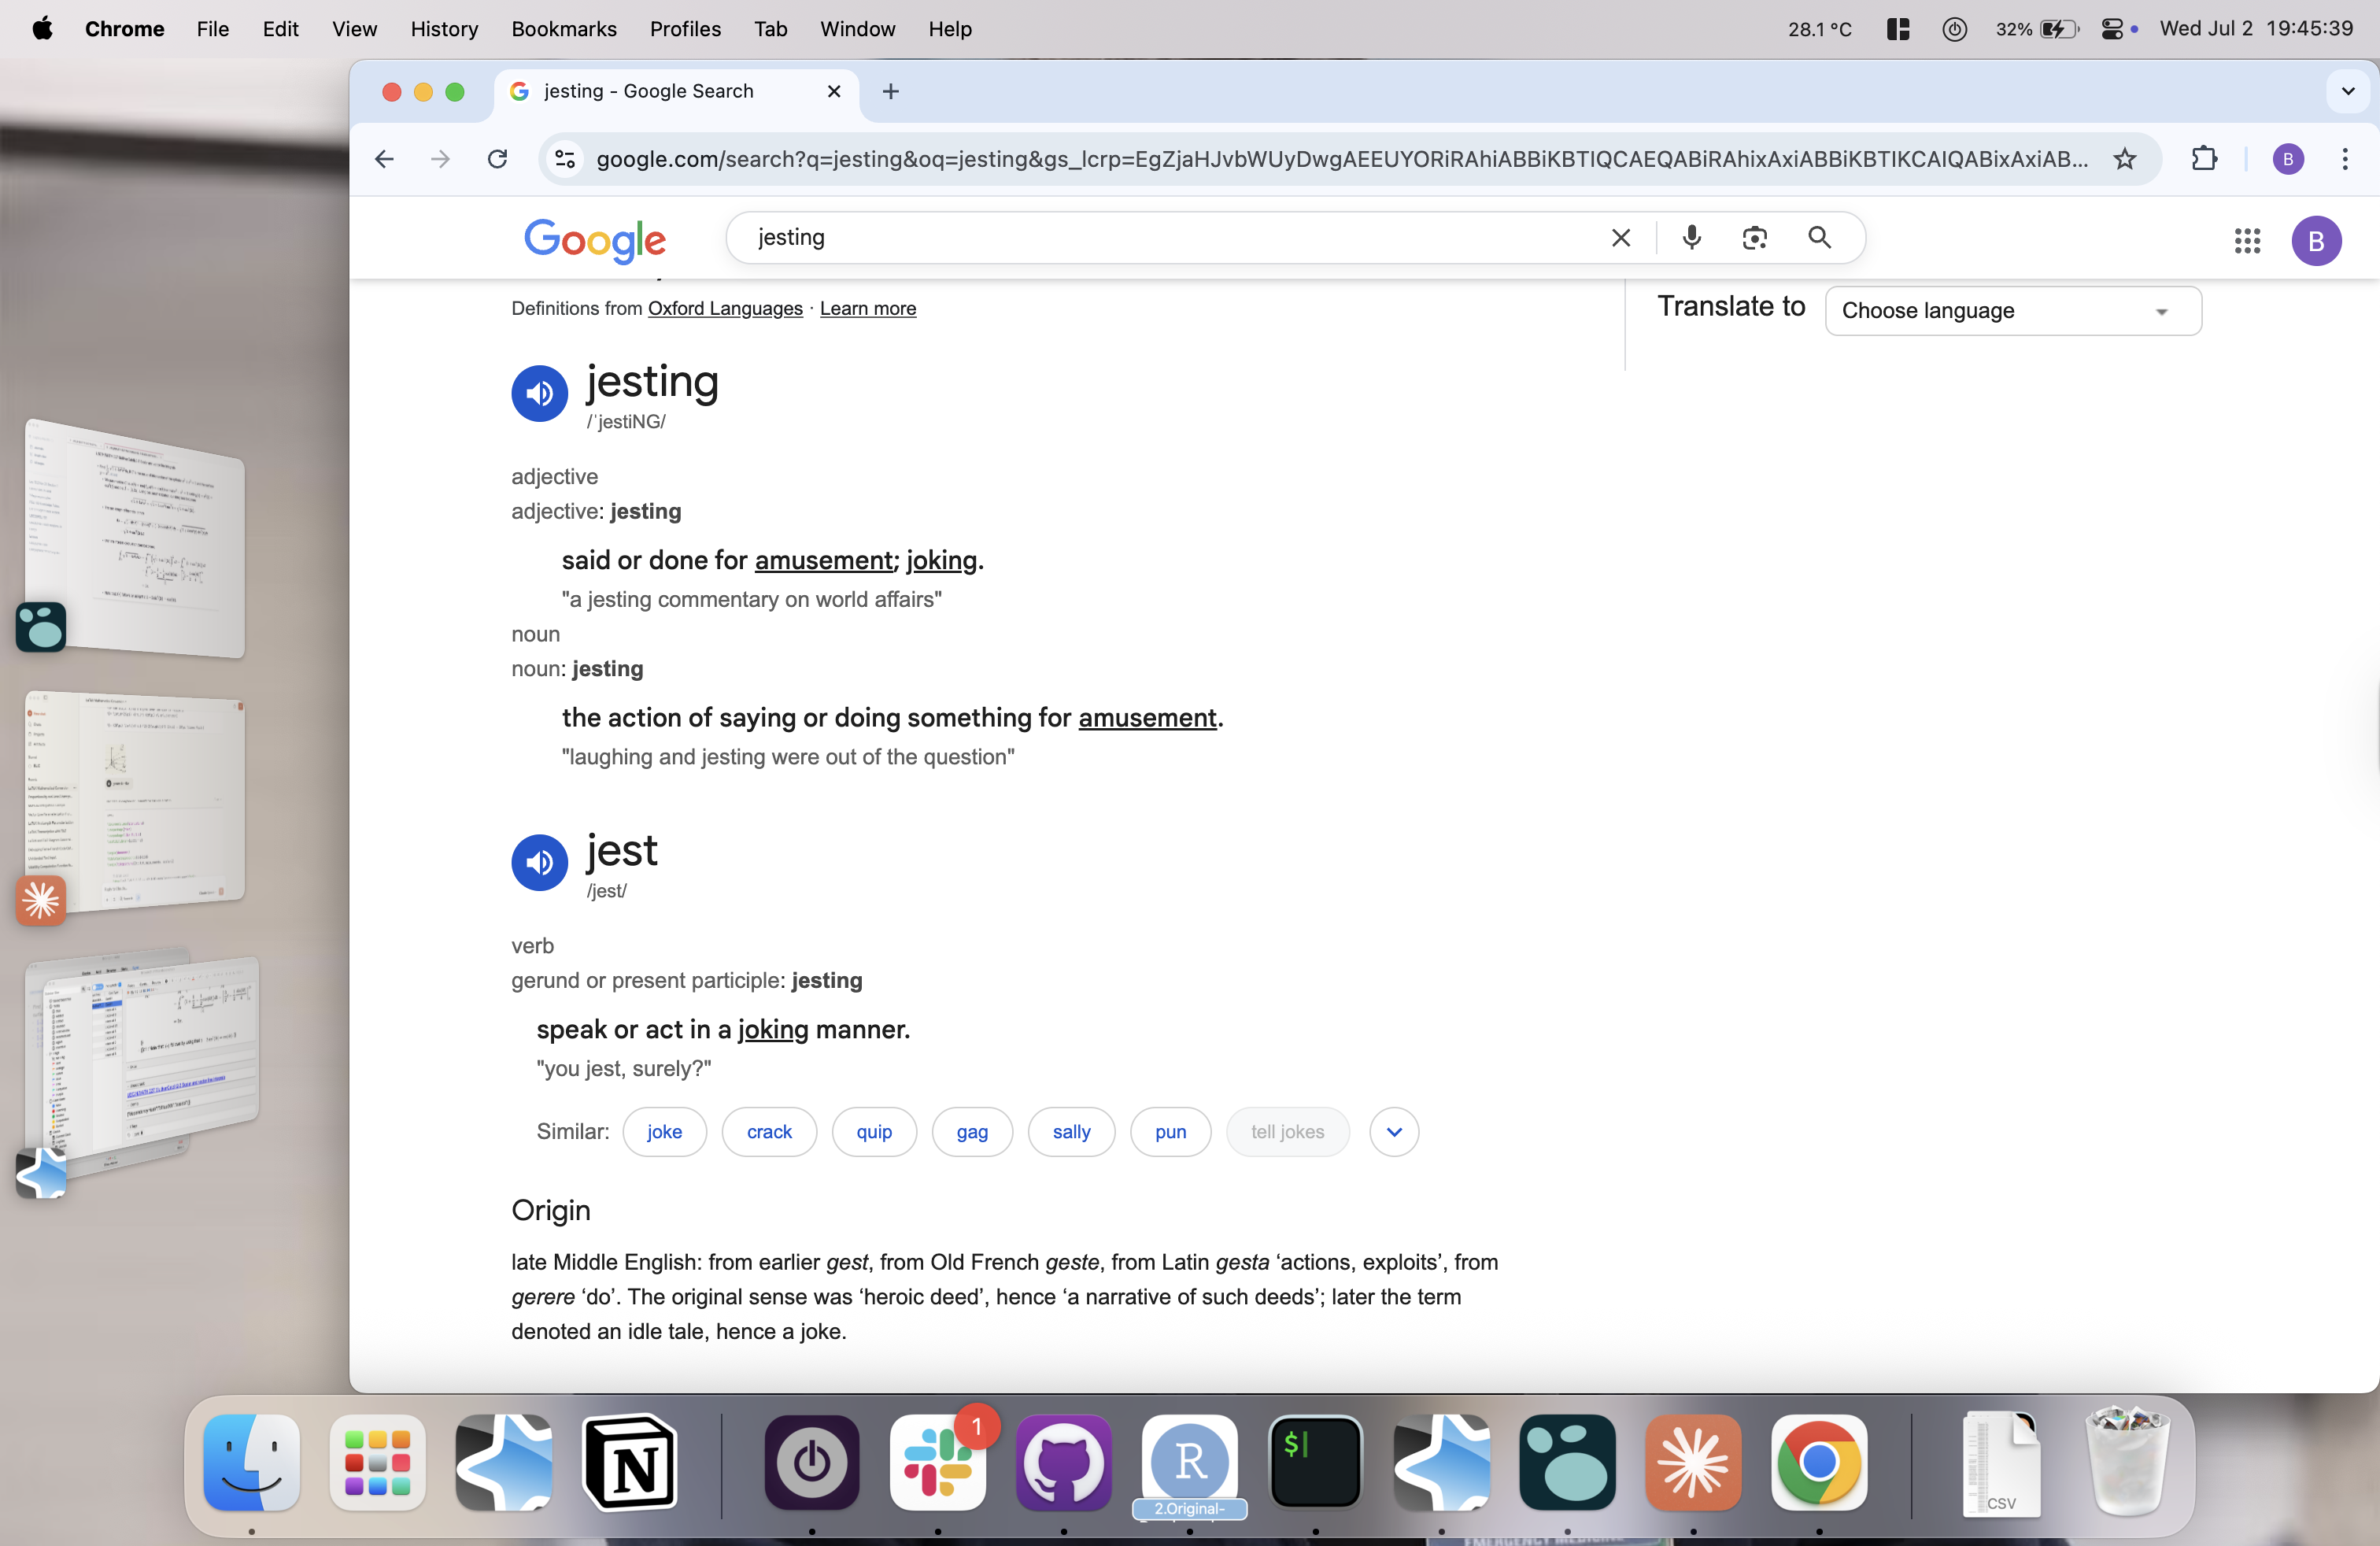 Chrome File Edit View History Bookmarks Profiles Tab Window Help 28.1 °C 32% Wed Jul 2 19:45:39
jesting - Google Search
google.com/search?q=jesting&oq=jesting&gs_lcrp=EgZjaHJvbWUyDwgAEEUYORiRAhiABBiKBTIQCAEQABiRAhixAxiABBiKBTIKCAIQABixAxiAB...
B
Google jesting
B
Definitions from Oxford Languages · Learn more
Translate to Choose language
jesting
/ˈjestiNG/
adjective
adjective: jesting
said or done for amusement; joking.
"a jesting commentary on world affairs"
noun
noun: jesting
the action of saying or doing something for amusement.
"laughing and jesting were out of the question"
jest
/jest/
verb
gerund or present participle: jesting
speak or act in a joking manner.
"you jest, surely?"
Similar: joke crack quip gag sally pun tell jokes
Origin
late Middle English: from earlier gest, from Old French geste, from Latin gesta ‘actions, exploits’, from
gerere ‘do’. The original sense was ‘heroic deed’, hence ‘a narrative of such deeds’; later the term
denoted an idle tale, hence a joke.
N
1
R
2.Original-
$
CSV
EMERGENCY MEDICINE